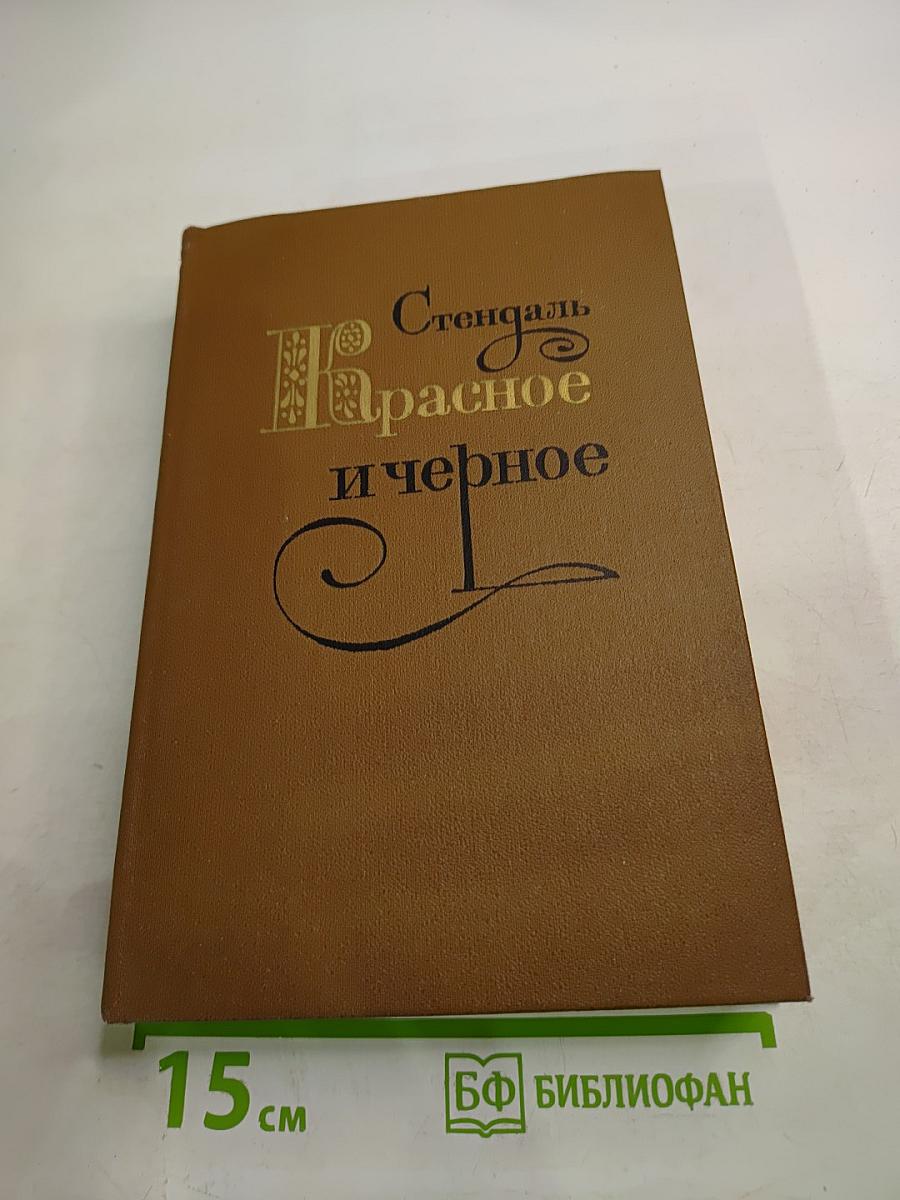 Стендаль
Красное
и черное
15 см
БФ БИБЛИОФАН